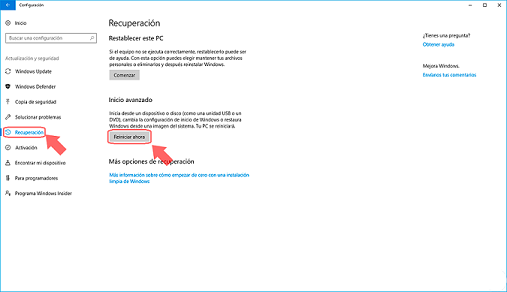 Configuración
Inicio
Buscar una configuración
Actualización y seguridad
Windows Update
Windows Defender
Copia de seguridad
Solucionar problemas
Recuperación
Activación
Encontrar mi dispositivo
Para programadores
Programa Windows Insider
Recuperación
Restablecer este PC
Si el equipo no se ejecuta correctamente, restablecerlo puede ser
de ayuda. Con esta opción puedes elegir mantener tus archivos
personales o eliminarlos y después reinstalar Windows.
Comenzar
Inicio avanzado
Inicia desde un dispositivo o disco (como una unidad USB o un
DVD), cambia la configuración de inicio de Windows o restaura
Windows desde una imagen del sistema. Tu PC se reiniciará.
Reiniciar ahora
Más opciones de recuperación
Más información sobre cómo empezar de cero con una instalación
limpia de Windows
¿Tienes una pregunta?
Obtener ayuda
Mejora Windows.
Envíanos tus comentarios